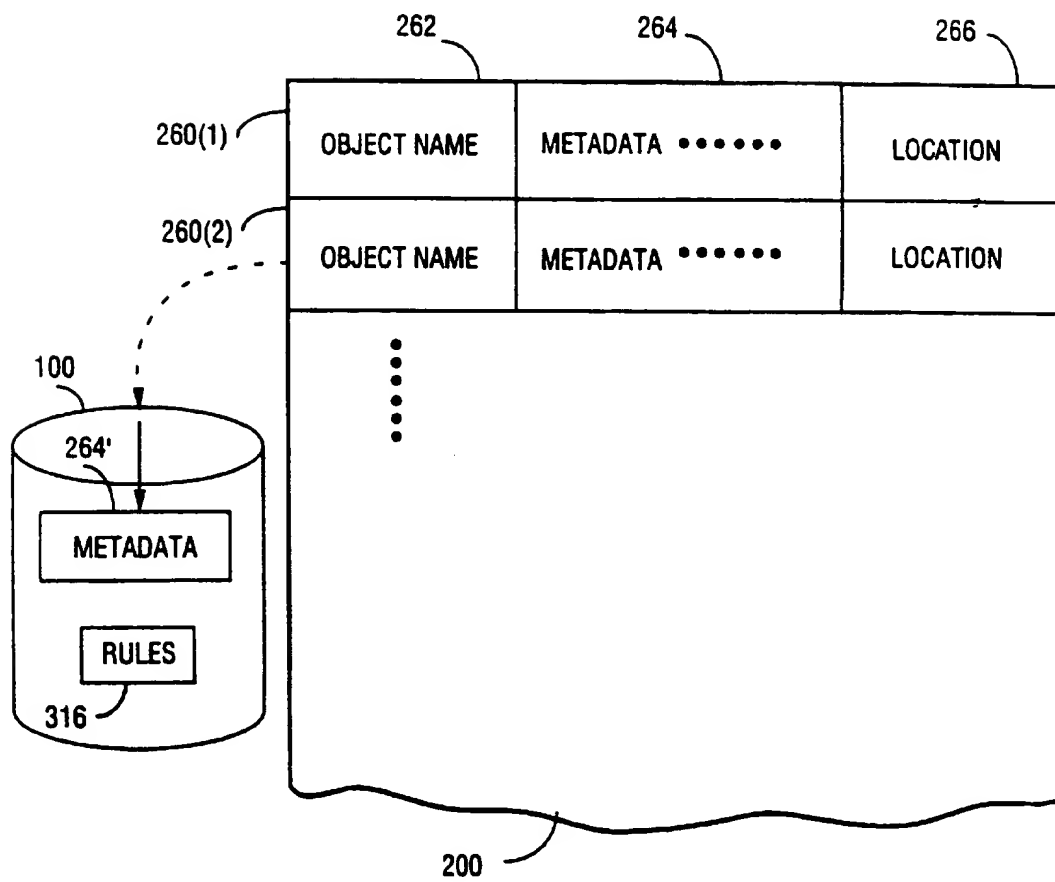 262 264 266
260(1) OBJECT NAME METADATA •••••• LOCATION
260(2) OBJECT NAME METADATA •••••• LOCATION
100
264'
METADATA
RULES
316
200